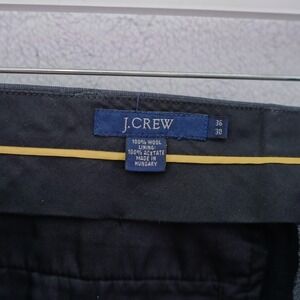 J.CREW
36
30
100% WOOL
LINING:
100% ACETATE
MADE IN
HUNGARY